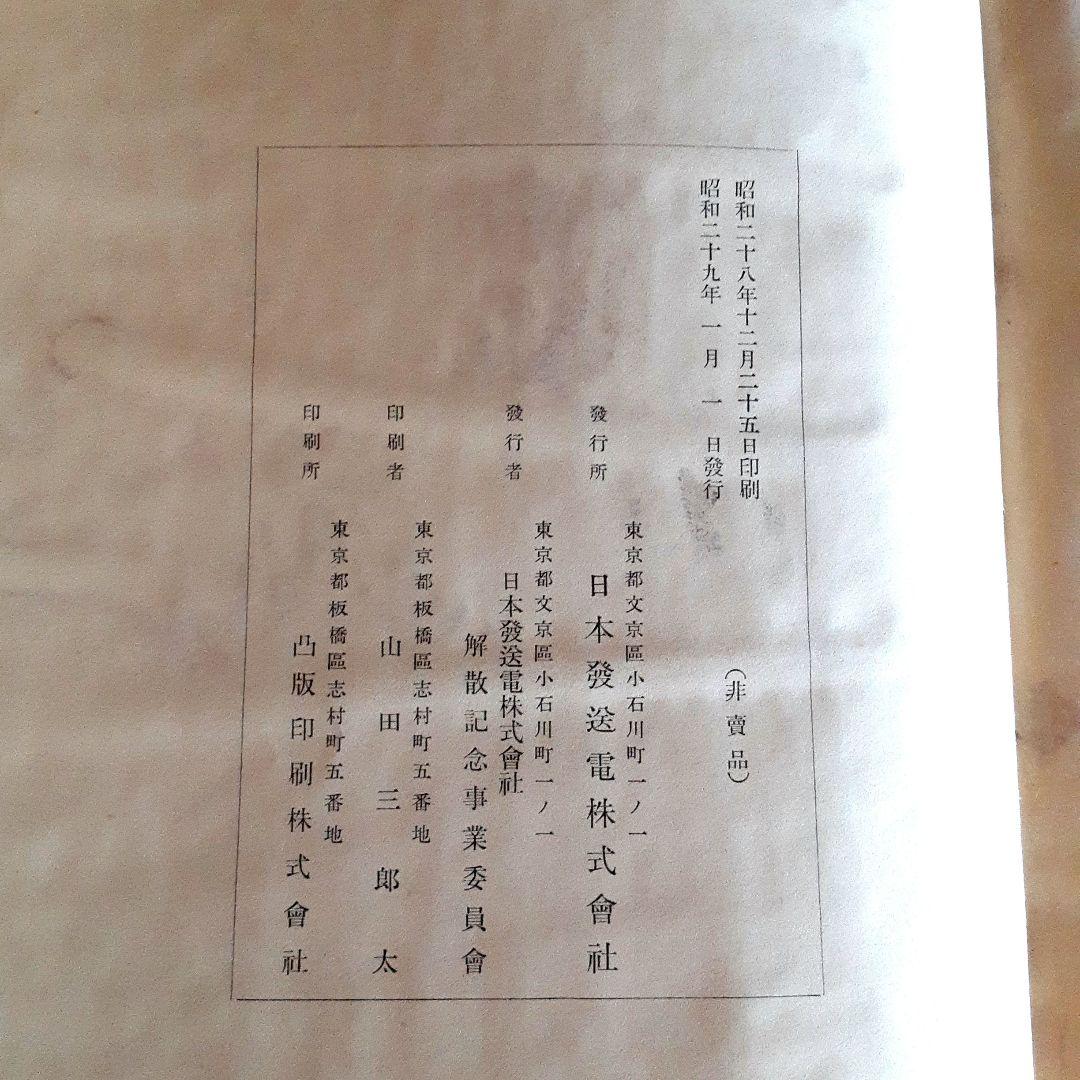 昭和二十八年十二月二十五日印刷
昭和二十九年一月一日發行
（非賣品）
東京都文京區小石川町一ノ一
發行所
日本發送電株式會社
東京都文京區小石川町一ノ一
發行者
日本發送電株式會社
解散記念事業委員會
東京都板橋區志村町五番地
印刷者
山田三郎太
東京都板橋區志村町五番地
印刷所
凸版印刷株式會社